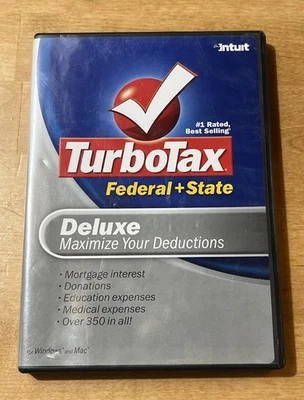 intuit
#1 Rated,
Best Selling
TurboTax
Federal + State
Deluxe
Maximize Your Deductions
• Mortgage interest
• Donations
• Education expenses
• Medical expenses
• Over 350 in all!
for Windows® and Mac®